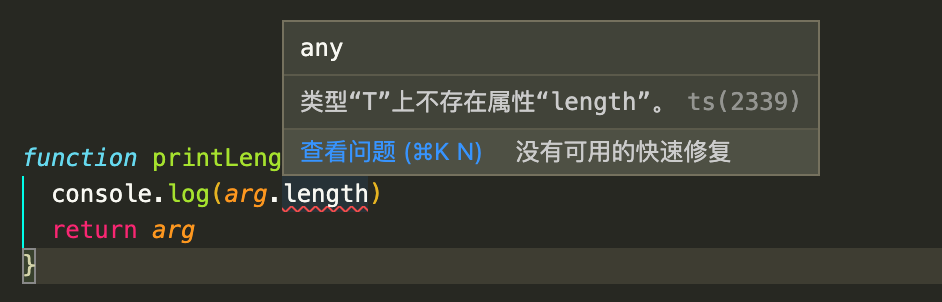 any
类型“T”上不存在属性“length”。 ts(2339)
查看问题 (⌘K N) 没有可用的快速修复
function printLeng
console.log(arg.length)
return arg
}